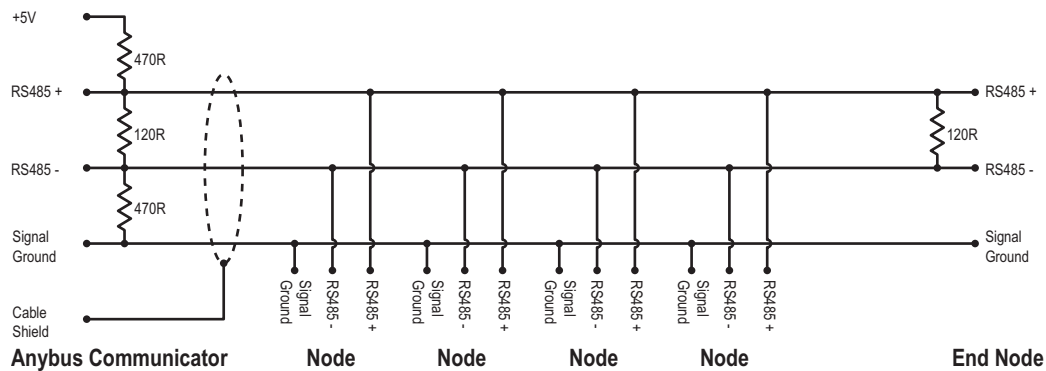 +5V
470R
RS485 +
RS485 +
120R
120R
RS485 -
RS485 -
470R
Signal
Ground
Signal
Ground
Signal
Ground
RS485 -
RS485 +
Signal
Ground
RS485 -
RS485 +
Signal
Ground
RS485 -
RS485 +
Signal
Ground
RS485 -
RS485 +
Cable
Shield
Anybus Communicator
Node
Node
Node
Node
End Node